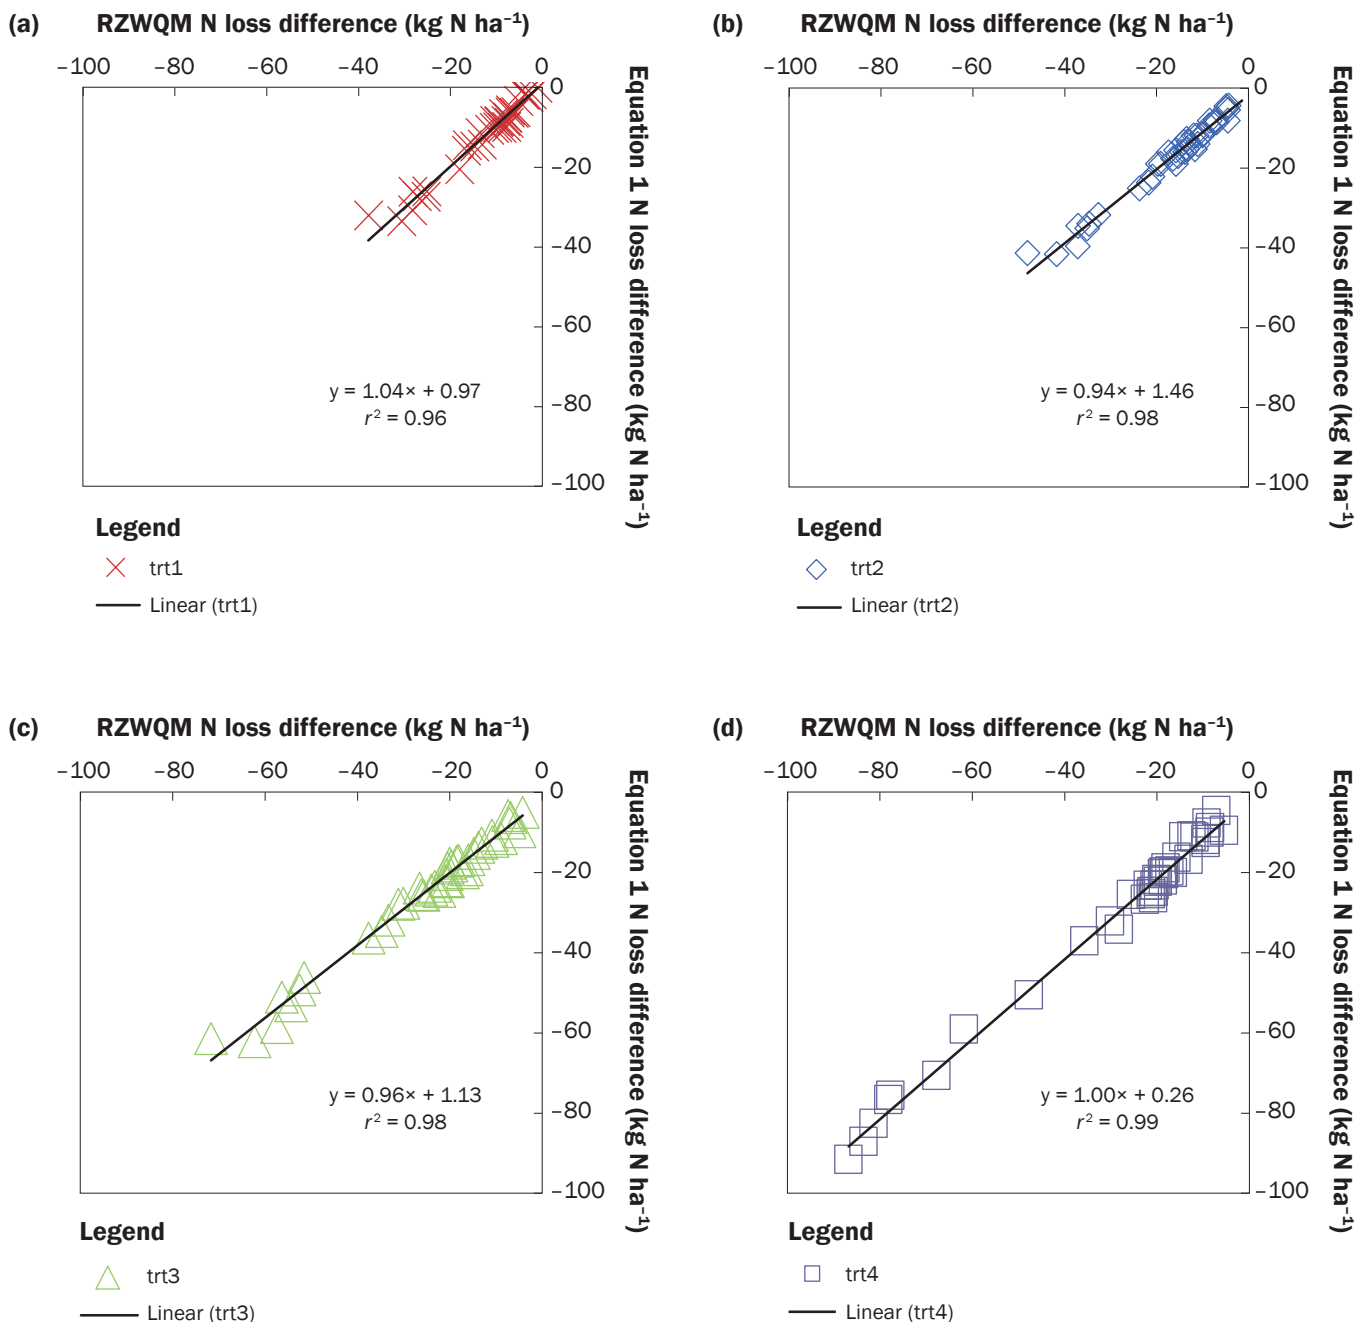 (a) RZWQM N loss difference (kg N ha⁻¹)
–100 –80 –60 –40 –20 0
0
–20
–40
–60
–80
–100
Equation 1 N loss difference (kg N ha⁻¹)
y = 1.04× + 0.97
r² = 0.96
Legend
trt1
Linear (trt1)
(b) RZWQM N loss difference (kg N ha⁻¹)
–100 –80 –60 –40 –20 0
0
–20
–40
–60
–80
–100
Equation 1 N loss difference (kg N ha⁻¹)
y = 0.94× + 1.46
r² = 0.98
Legend
trt2
Linear (trt2)
(c) RZWQM N loss difference (kg N ha⁻¹)
–100 –80 –60 –40 –20 0
0
–20
–40
–60
–80
–100
Equation 1 N loss difference (kg N ha⁻¹)
y = 0.96× + 1.13
r² = 0.98
Legend
trt3
Linear (trt3)
(d) RZWQM N loss difference (kg N ha⁻¹)
–100 –80 –60 –40 –20 0
0
–20
–40
–60
–80
–100
Equation 1 N loss difference (kg N ha⁻¹)
y = 1.00× + 0.26
r² = 0.99
Legend
trt4
Linear (trt4)